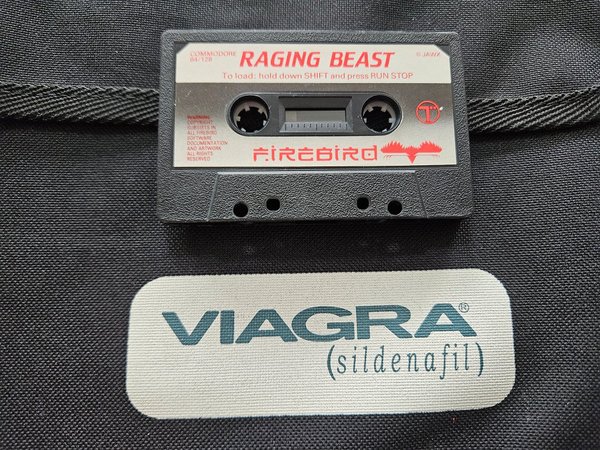 COMMODORE
64/128
RAGING BEAST
© JAWX
To load: hold down SHIFT and press RUN STOP
WARNING
COPYRIGHT
SUBSISTS IN
ALL FIREBIRD
SOFTWARE
DOCUMENTATION
AND ARTWORK
ALL RIGHTS
RESERVED
T
FIREBIRD
VIAGRA®
(sildenafil)